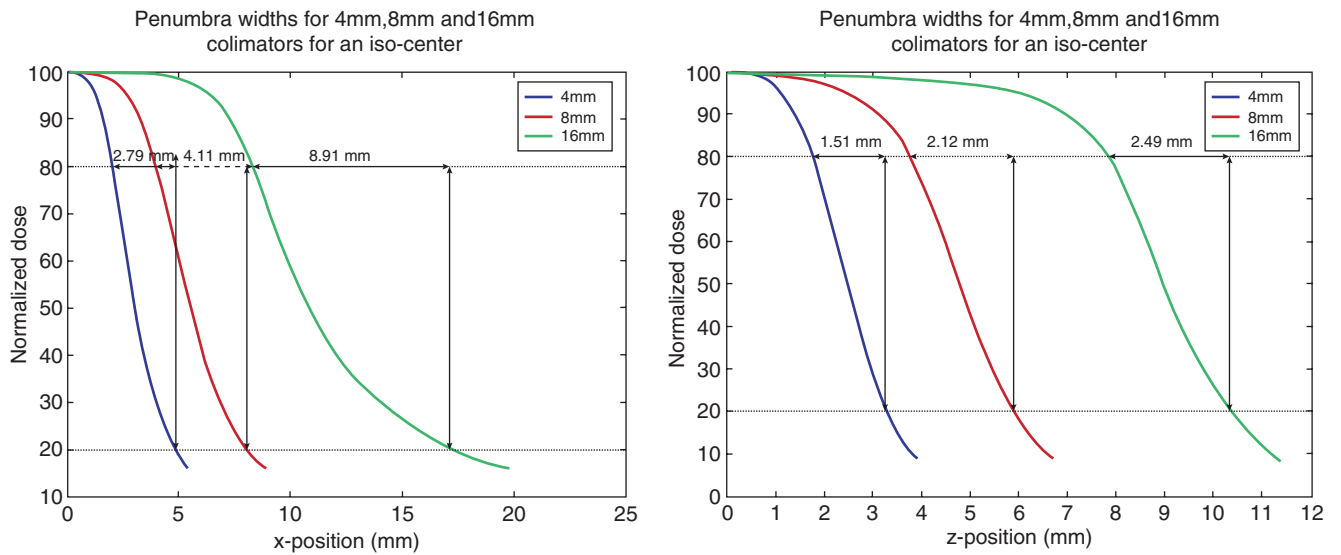 Penumbra widths for 4mm,8mm and16mm
colimators for an iso-center
100
90
80
70
60
50
40
30
20
10
Normalized dose
2.79 mm
4.11 mm
8.91 mm
4mm
8mm
16mm
0
5
10
15
20
25
x-position (mm)
Penumbra widths for 4mm,8mm and16mm
colimators for an iso-center
100
90
80
70
60
50
40
30
20
10
0
Normalized dose
1.51 mm
2.12 mm
2.49 mm
4mm
8mm
16mm
0
1
2
3
4
5
6
7
8
9
10
11
12
z-position (mm)